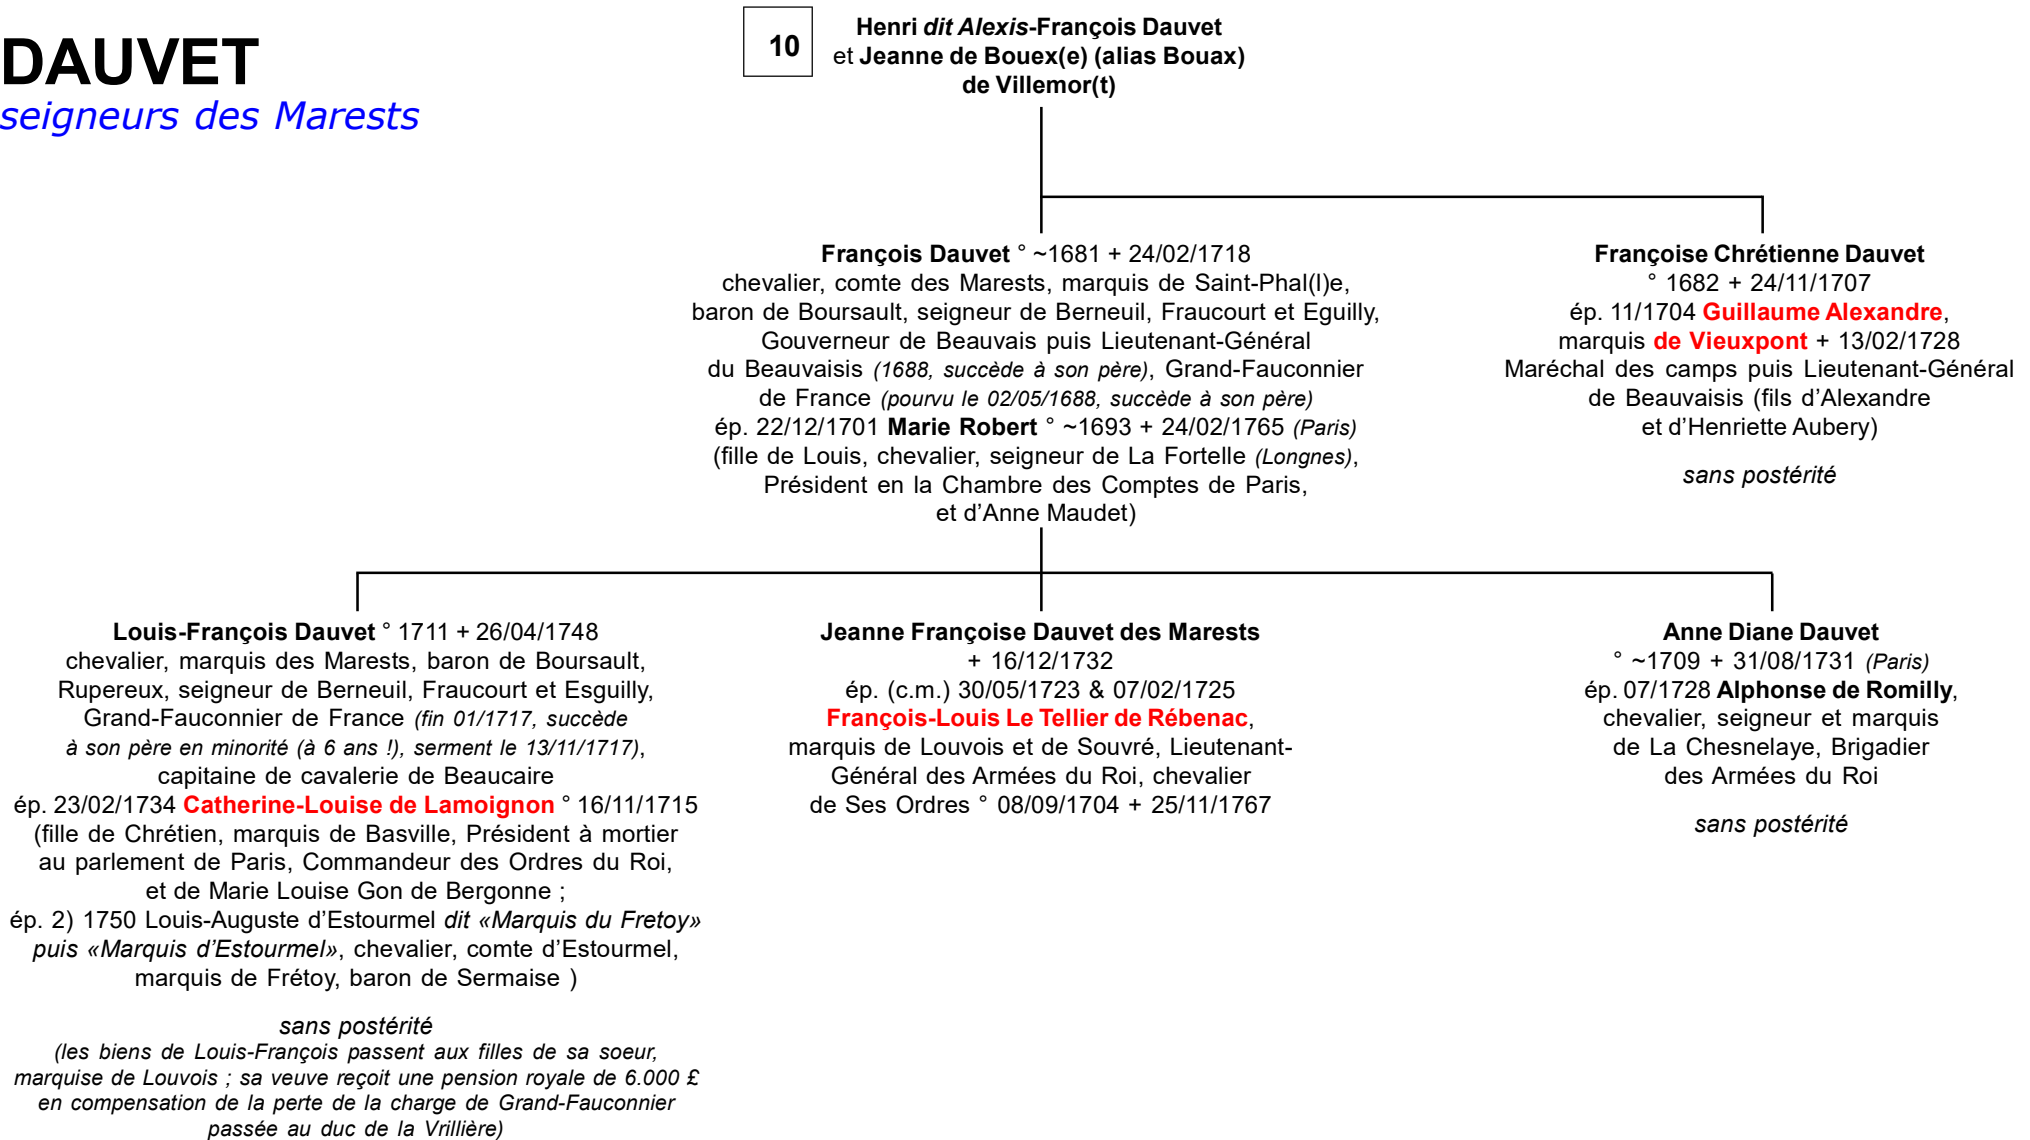 DAUVET
seigneurs des Marests
10
Henri dit Alexis-François Dauvet
et Jeanne de Bouex(e) (alias Bouax)
de Villemor(t)
François Dauvet ° ~1681 + 24/02/1718
chevalier, comte des Marests, marquis de Saint-Phal(l)e,
baron de Boursault, seigneur de Berneuil, Fraucourt et Eguilly,
Gouverneur de Beauvais puis Lieutenant-Général
du Beauvaisis (1688, succède à son père), Grand-Fauconnier
de France (pourvu le 02/05/1688, succède à son père)
ép. 22/12/1701 Marie Robert ° ~1693 + 24/02/1765 (Paris)
(fille de Louis, chevalier, seigneur de La Fortelle (Longnes),
Président en la Chambre des Comptes de Paris,
et d’Anne Maudet)
Françoise Chrétienne Dauvet
° 1682 + 24/11/1707
ép. 11/1704 Guillaume Alexandre,
marquis de Vieuxpont + 13/02/1728
Maréchal des camps puis Lieutenant-Général
de Beauvaisis (fils d’Alexandre
et d’Henriette Aubery)
sans postérité
Louis-François Dauvet ° 1711 + 26/04/1748
chevalier, marquis des Marests, baron de Boursault,
Rupereux, seigneur de Berneuil, Fraucourt et Esguilly,
Grand-Fauconnier de France (fin 01/1717, succède
à son père en minorité (à 6 ans !), serment le 13/11/1717),
capitaine de cavalerie de Beaucaire
ép. 23/02/1734 Catherine-Louise de Lamoignon ° 16/11/1715
(fille de Chrétien, marquis de Basville, Président à mortier
au parlement de Paris, Commandeur des Ordres du Roi,
et de Marie Louise Gon de Bergonne ;
ép. 2) 1750 Louis-Auguste d’Estourmel dit «Marquis du Fretoy»
puis «Marquis d’Estourmel», chevalier, comte d’Estourmel,
marquis de Frétoy, baron de Sermaise )
sans postérité
(les biens de Louis-François passent aux filles de sa soeur,
marquise de Louvois ; sa veuve reçoit une pension royale de 6.000 £
en compensation de la perte de la charge de Grand-Fauconnier
passée au duc de la Vrillière)
Jeanne Françoise Dauvet des Marests
+ 16/12/1732
ép. (c.m.) 30/05/1723 & 07/02/1725
François-Louis Le Tellier de Rébenac,
marquis de Louvois et de Souvré, Lieutenant-
Général des Armées du Roi, chevalier
de Ses Ordres ° 08/09/1704 + 25/11/1767
Anne Diane Dauvet
° ~1709 + 31/08/1731 (Paris)
ép. 07/1728 Alphonse de Romilly,
chevalier, seigneur et marquis
de La Chesnelaye, Brigadier
des Armées du Roi
sans postérité